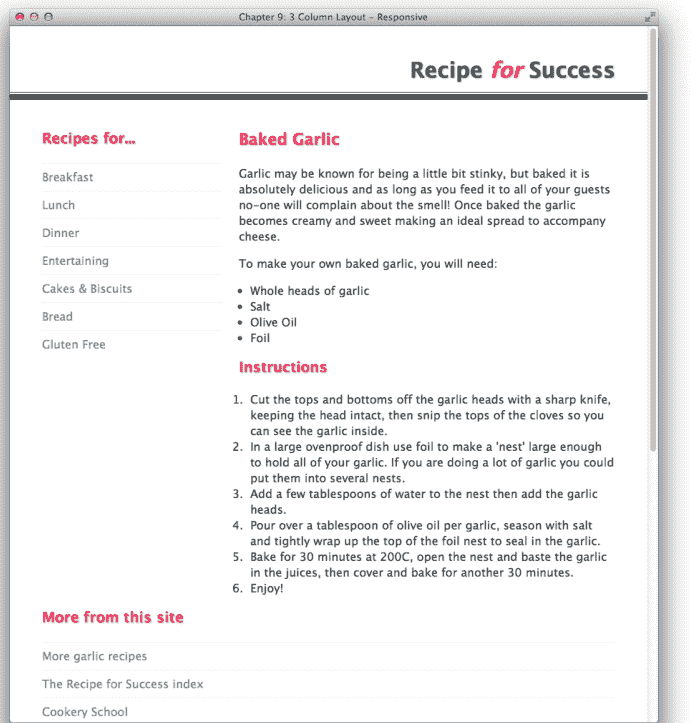 Chapter 9: 3 Column Layout – Responsive
Recipe for Success
Recipes for...
Breakfast
Lunch
Dinner
Entertaining
Cakes & Biscuits
Bread
Gluten Free
Baked Garlic
Garlic may be known for being a little bit stinky, but baked it is
absolutely delicious and as long as you feed it to all of your guests
no-one will complain about the smell! Once baked the garlic
becomes creamy and sweet making an ideal spread to accompany
cheese.
To make your own baked garlic, you will need:
• Whole heads of garlic
• Salt
• Olive Oil
• Foil
Instructions
1. Cut the tops and bottoms off the garlic heads with a sharp knife,
keeping the head intact, then snip the tops of the cloves so you
can see the garlic inside.
2. In a large ovenproof dish use foil to make a 'nest' large enough
to hold all of your garlic. If you are doing a lot of garlic you could
put them into several nests.
3. Add a few tablespoons of water to the nest then add the garlic
heads.
4. Pour over a tablespoon of olive oil per garlic, season with salt
and tightly wrap up the top of the foil nest to seal in the garlic.
5. Bake for 30 minutes at 200C, open the nest and baste the garlic
in the juices, then cover and bake for another 30 minutes.
6. Enjoy!
More from this site
More garlic recipes
The Recipe for Success index
Cookery School